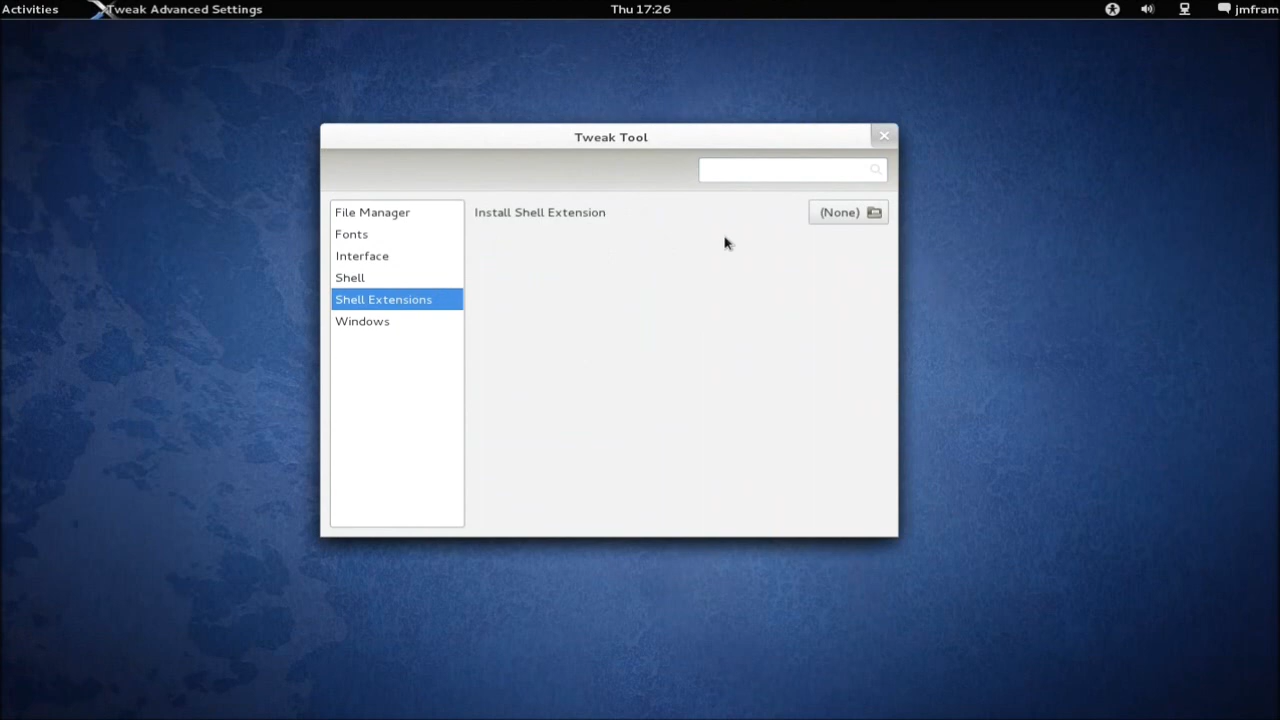 Activities Tweak Advanced Settings Thu 17:26 jmfram
Tweak Tool
File Manager
Install Shell Extension (None)
Fonts
Interface
Shell
Shell Extensions
Windows